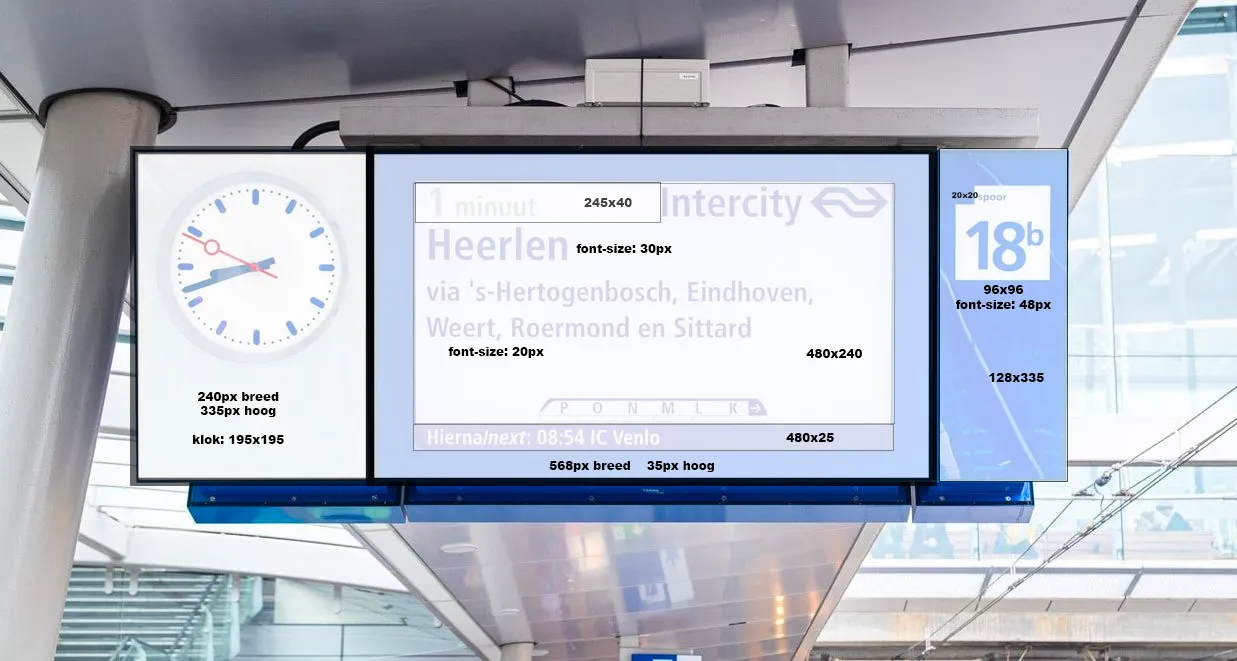 1 minuut
245x40
Intercity
Heerlen
font-size: 30px
via 's-Hertogenbosch, Eindhoven,
Weert, Roermond en Sittard
font-size: 20px
480x240
P O N M L K
Hierna/next: 08:54 IC Venlo
480x25
568px breed 35px hoog
240px breed
335px hoog
klok: 195x195
20x20
spoor
18b
96x96
font-size: 48px
128x335